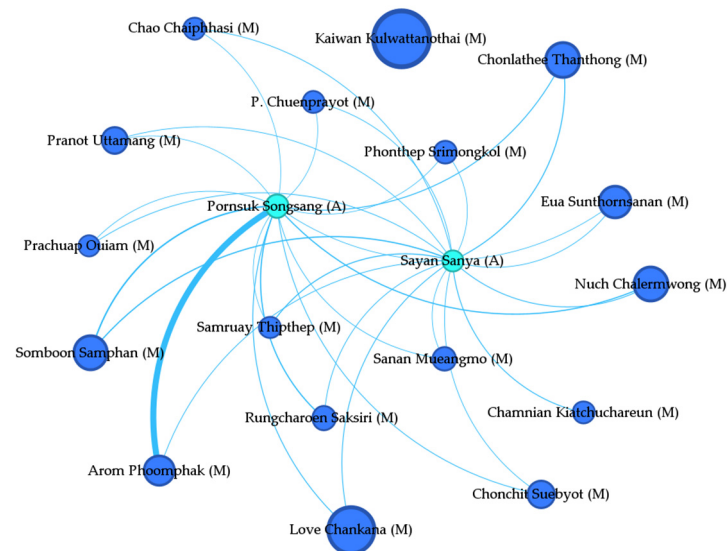 Chao Chaiphhasi (M)
Kaiwan Kulwattanothai (M)
Chonlathee Thanthong (M)
P. Chuenprayot (M)
Pranot Uttamang (M)
Phonthep Srimongkol (M)
Eua Sunthornsanan (M)
Pornsuk Songsang (A)
Prachuap Ouiam (M)
Sayan Sanya (A)
Nuch Chalermwong (M)
Samruay Thipthep (M)
Somboon Samphan (M)
Sanan Mueangmo (M)
Rungcharoen Saksiri (M)
Chamnian Kiatchuchareun (M)
Arom Phoomphak (M)
Chonchit Suebyot (M)
Love Chankana (M)